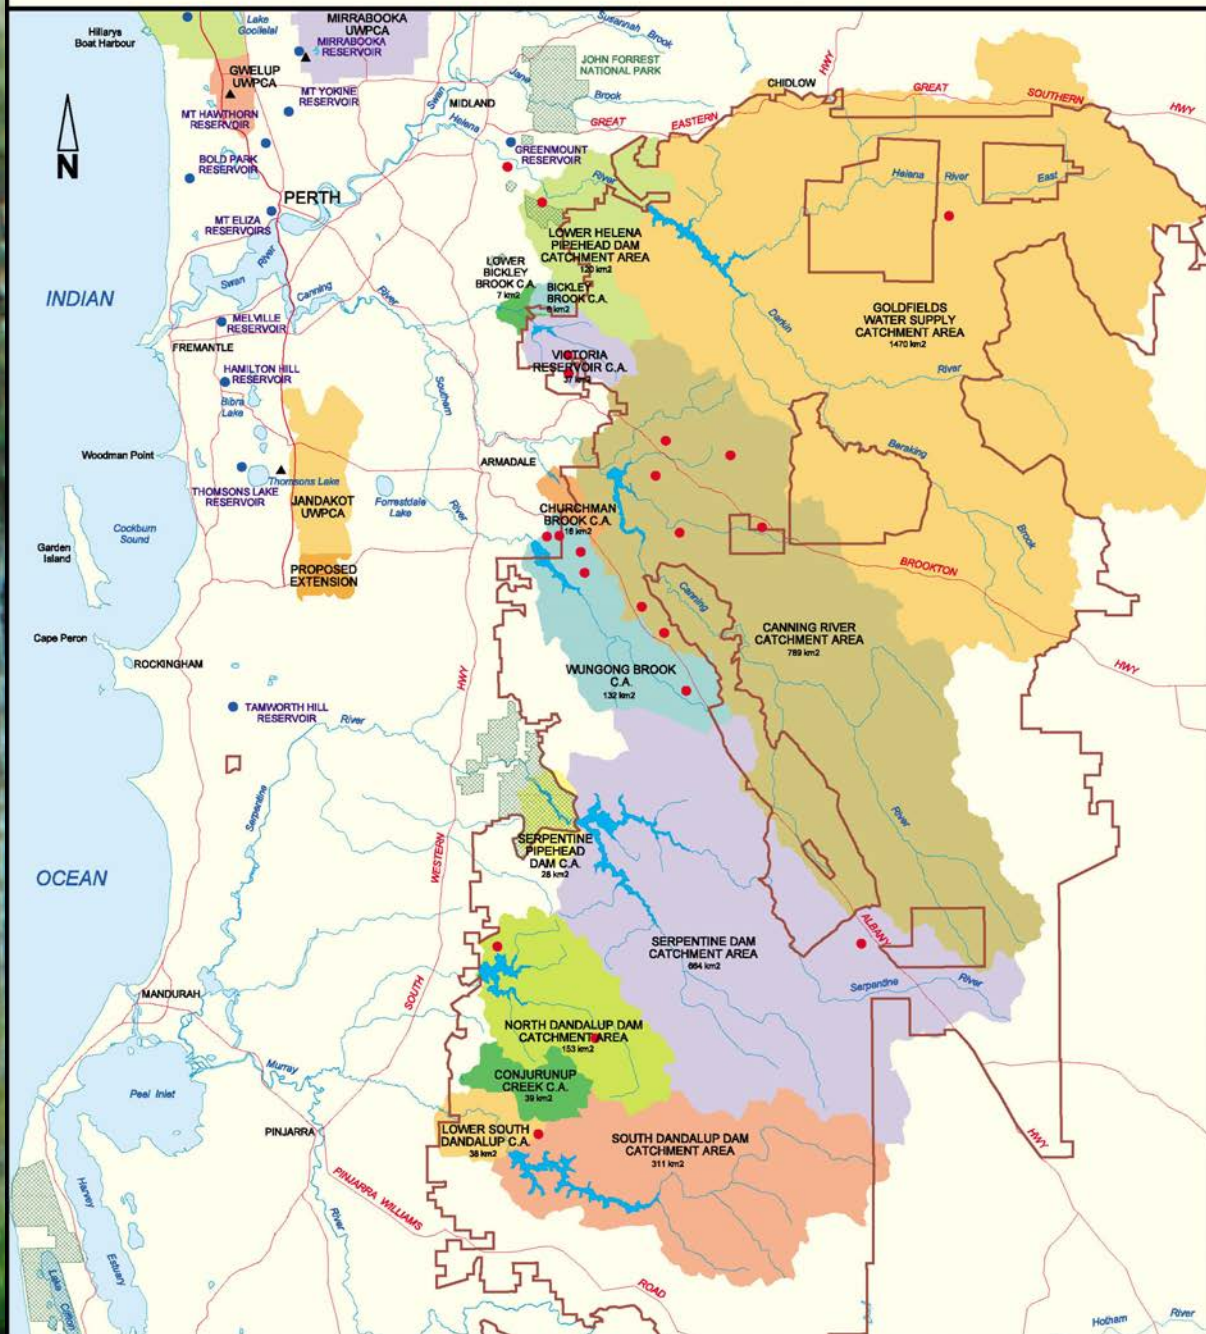 Hillarys
Boat Harbour
Lake
Goollelal
MIRRABOOKA
UWPCA
MIRRABOOKA
RESERVOIR
GWELUP
UWPCA
MT YOKINE
RESERVOIR
MT HAWTHORN
RESERVOIR
BOLD PARK
RESERVOIR
PERTH
MT ELIZA
RESERVOIRS
Swan
River
Canning
River
Swan
MIDLAND
Helena
River
Susannah Brook
Jane
Brook
JOHN FORREST
NATIONAL PARK
GREAT
EASTERN
HWY
CHIDLOW
GREAT
SOUTHERN
HWY
GREENMOUNT
RESERVOIR
Helena
River
East
LOWER HELENA
PIPEHEAD DAM
CATCHMENT AREA
120 km2
LOWER
BICKLEY
BROOK C.A.
7 km2
BICKLEY
BROOK C.A.
9 km2
GOLDFIELDS
WATER SUPPLY
CATCHMENT AREA
1470 km2
Darkin
River
INDIAN
MELVILLE
RESERVOIR
FREMANTLE
HAMILTON HILL
RESERVOIR
Bibra
Lake
VICTORIA
RESERVOIR C.A.
37 km2
Southern
River
Beraking
Brook
Woodman Point
ARMADALE
THOMSONS LAKE
RESERVOIR
Thomsons Lake
JANDAKOT
UWPCA
Forrestdale
Lake
CHURCHMAN
BROOK C.A.
16 km2
Cockburn
Sound
Garden
Island
PROPOSED
EXTENSION
BROOKTON
HWY
Canning
River
CANNING RIVER
CATCHMENT AREA
789 km2
Cape Peron
ROCKINGHAM
WUNGONG BROOK
C.A.
132 km2
TAMWORTH HILL
RESERVOIR
Serpentine
River
SOUTH
WESTERN
HWY
SERPENTINE
PIPEHEAD
DAM C.A.
28 km2
OCEAN
SERPENTINE DAM
CATCHMENT AREA
664 km2
ALBANY
HWY
Serpentine
River
MANDURAH
NORTH DANDALUP DAM
CATCHMENT AREA
153 km2
Murray
River
Peel Inlet
CONJURUNUP
CREEK C.A.
39 km2
PINJARRA
LOWER SOUTH
DANDALUP C.A.
38 km2
SOUTH DANDALUP DAM
CATCHMENT AREA
311 km2
PINJARRA WILLIAMS
ROAD
Harvey
Estuary
Lake Clifton
Hotham
River
N